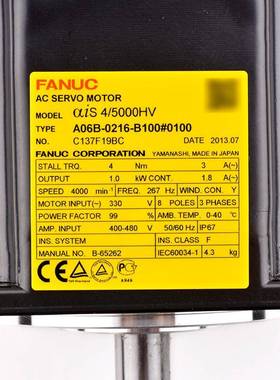 FANUC
AC SERVO MOTOR
MODEL αiS 4/5000HV
TYPE A06B-0216-B100#0100
NO. C137F19BC DATE 2013.07
FANUC CORPORATION YAMANASHI, MADE IN JAPAN
STALL TRQ. 4 Nm 3 A(~)
OUTPUT 1.0 kW CONT. 1.8 A(~)
SPEED 4000 min⁻¹ FREQ. 267 Hz WINDING CONN. Y
MOTOR INPUT(~) 330 V 8 POLES 3 PHASES
POWER FACTOR 99 % AMB. TEMP. 0-40 ℃
AMP. INPUT 400-480 V 50/60 Hz IP67
INS. SYSTEM INS. CLASS F
MANUAL NO. B-65262 IEC60034-1 4.3 kg